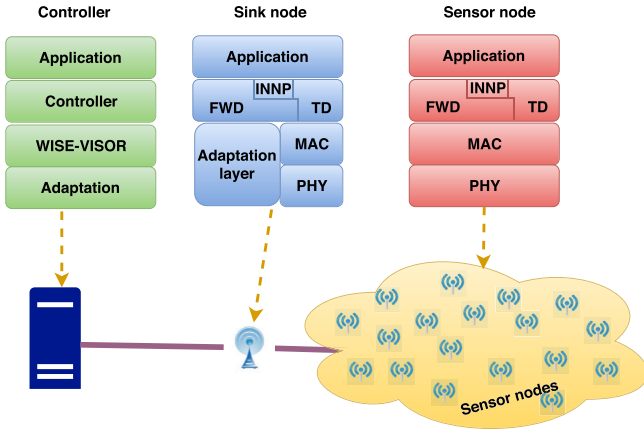 Controller
Sink node
Sensor node
Application
Controller
WISE-VISOR
Adaptation
Application
INNP
FWD
TD
Adaptation
layer
MAC
PHY
Application
INNP
FWD
TD
MAC
PHY
Sensor nodes